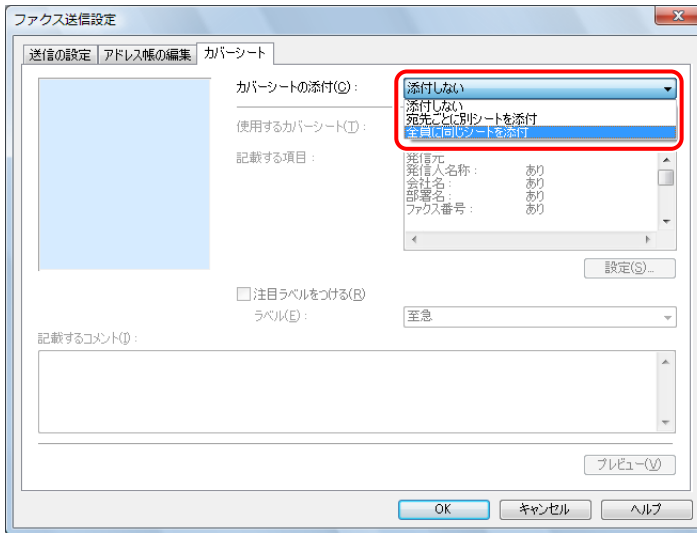 ファクス送信設定
送信の設定 アドレス帳の編集 カバーシート
カバーシートの添付(C): 添付しない
添付しない
宛先ごとに別シートを添付
全員に同じシートを添付
使用するカバーシート(T):
記載する項目:
発信元
発信人名称: あり
会社名: あり
部署名: あり
ファクス番号: あり
設定(S)...
注目ラベルをつける(R)
ラベル(E): 至急
記載するコメント(I):
プレビュー(V)
OK キャンセル ヘルプ